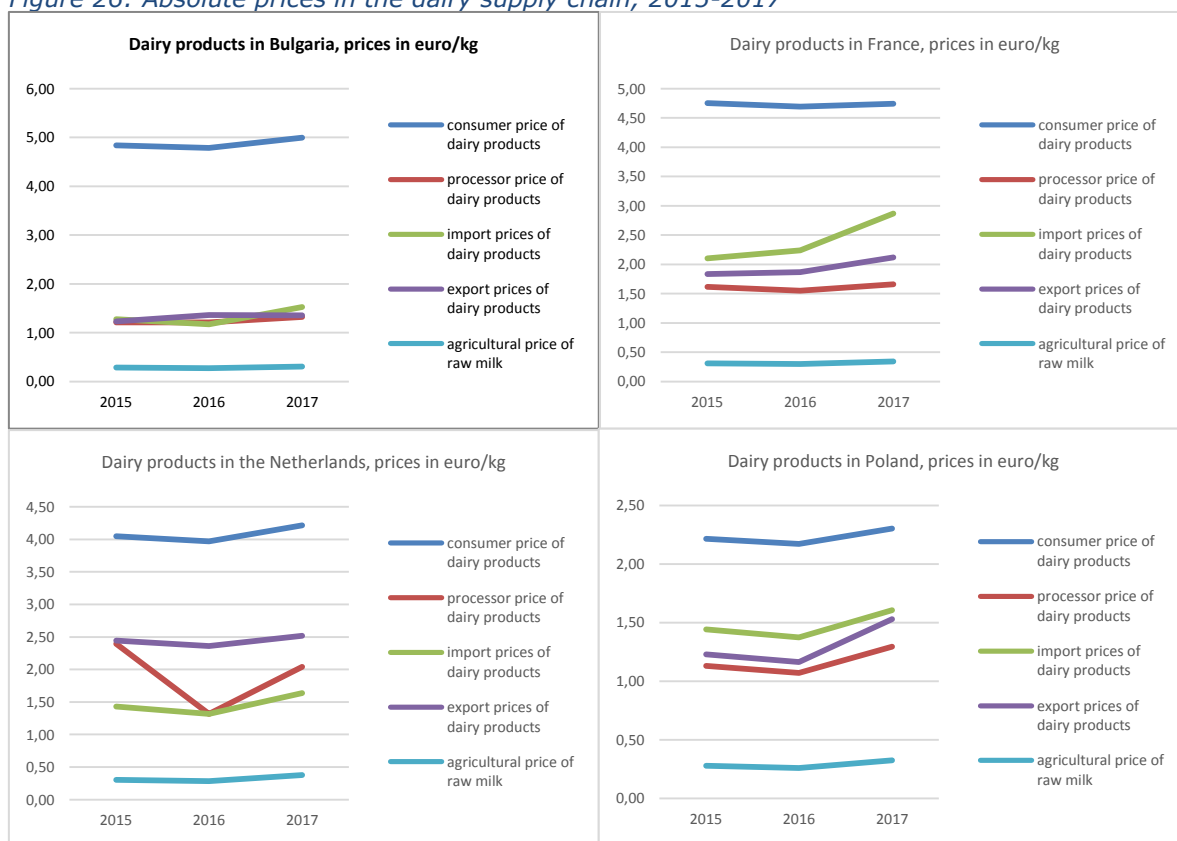 Figure 26: Absolute prices in the dairy supply chain, 2015-2017
Dairy products in Bulgaria, prices in euro/kg
6,00
5,00
4,00
3,00
2,00
1,00
0,00
2015 2016 2017
consumer price of
dairy products
processor price of
dairy products
import prices of
dairy products
export prices of
dairy products
agricultural price of
raw milk
Dairy products in France, prices in euro/kg
5,00
4,50
4,00
3,50
3,00
2,50
2,00
1,50
1,00
0,50
0,00
2015 2016 2017
consumer price of
dairy products
processor price of
dairy products
import prices of
dairy products
export prices of
dairy products
agricultural price of
raw milk
Dairy products in the Netherlands, prices in euro/kg
4,50
4,00
3,50
3,00
2,50
2,00
1,50
1,00
0,50
0,00
2015 2016 2017
consumer price of
dairy products
processor price of
dairy products
import prices of
dairy products
export prices of
dairy products
agricultural price of
raw milk
Dairy products in Poland, prices in euro/kg
2,50
2,00
1,50
1,00
0,50
0,00
2015 2016 2017
consumer price of
dairy products
processor price of
dairy products
import prices of
dairy products
export prices of
dairy products
agricultural price of
raw milk